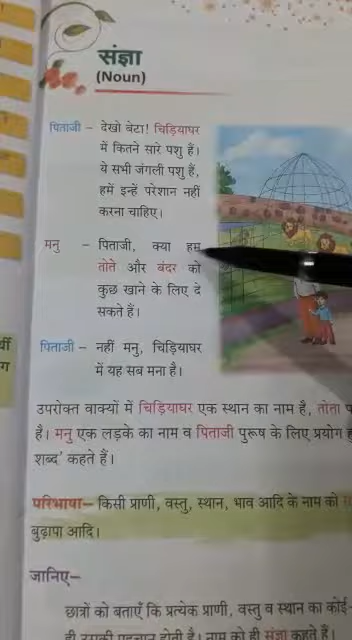 संज्ञा
(Noun)
पिताजी – देखो बेटा! चिड़ियाघर
में कितने सारे पशु हैं।
ये सभी जंगली पशु हैं,
हमें इन्हें परेशान नहीं
करना चाहिए।
मनु – पिताजी, क्या हम
तोते और बंदर को
कुछ खाने के लिए दे
सकते हैं।
पिताजी – नहीं मनु, चिड़ियाघर
में यह सब मना है।
उपरोक्त वाक्यों में चिड़ियाघर एक स्थान का नाम है, तोता
है। मनु एक लड़के का नाम व पिताजी पुरूष के लिए प्रयोग
शब्द' कहते हैं।
परिभाषा– किसी प्राणी, वस्तु, स्थान, भाव आदि के नाम को
बुढ़ापा आदि।
जानिए–
छात्रों को बताएँ कि प्रत्येक प्राणी, वस्तु व स्थान का कोई
ही उसकी पहचान होती है। नाम को ही संज्ञा कहते हैं।